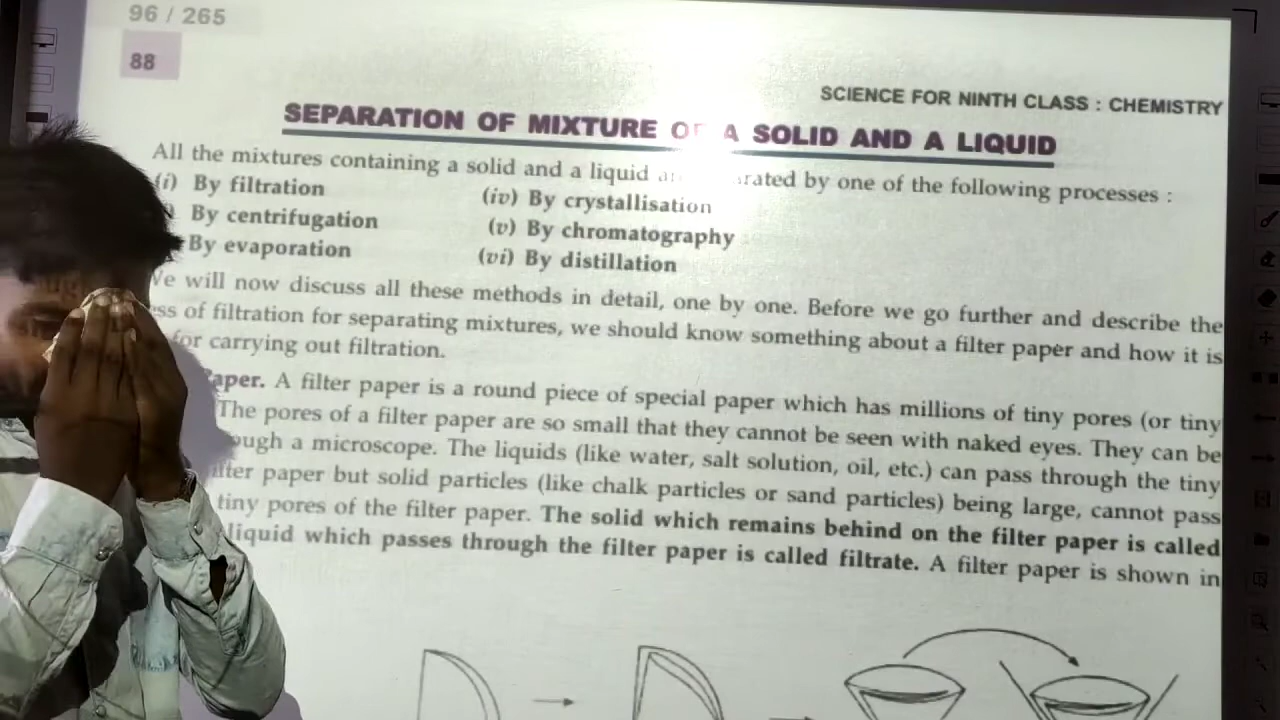 96 / 265
88
SCIENCE FOR NINTH CLASS : CHEMISTRY
SEPARATION OF MIXTURE OF A SOLID AND A LIQUID
All the mixtures containing a solid and a liquid by one of the following processes :
(i) By filtration
(iv) By crystallisation
By centrifugation
(v) By chromatography
By evaporation
(vi) By distillation
We will now discuss all these methods in detail, one by one. Before we go further and describe the
of filtration for separating mixtures, we should know something about a filter paper and how it is
for carrying out filtration.
Paper. A filter paper is a round piece of special paper which has millions of tiny pores (or tiny
The pores of a filter paper are so small that they cannot be seen with naked eyes. They can be
a microscope. The liquids (like water, salt solution, oil, etc.) can pass through the tiny
paper but solid particles (like chalk particles or sand particles) being large, cannot pass
tiny pores of the filter paper. The solid which remains behind on the filter paper is called
liquid which passes through the filter paper is called filtrate. A filter paper is shown in